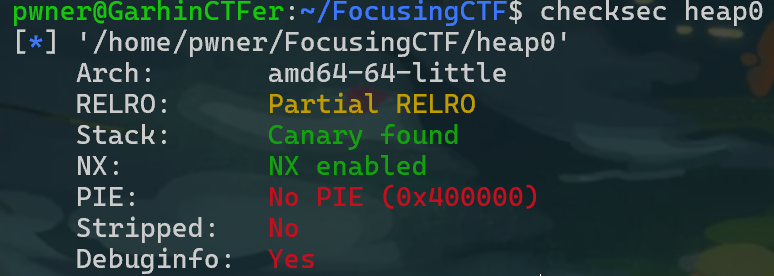 pwner@GarhinCTFer:~/FocusingCTF$ checksec heap0
[*] '/home/pwner/FocusingCTF/heap0'
Arch: amd64-64-little
RELRO: Partial RELRO
Stack: Canary found
NX: NX enabled
PIE: No PIE (0x400000)
Stripped: No
Debuginfo: Yes